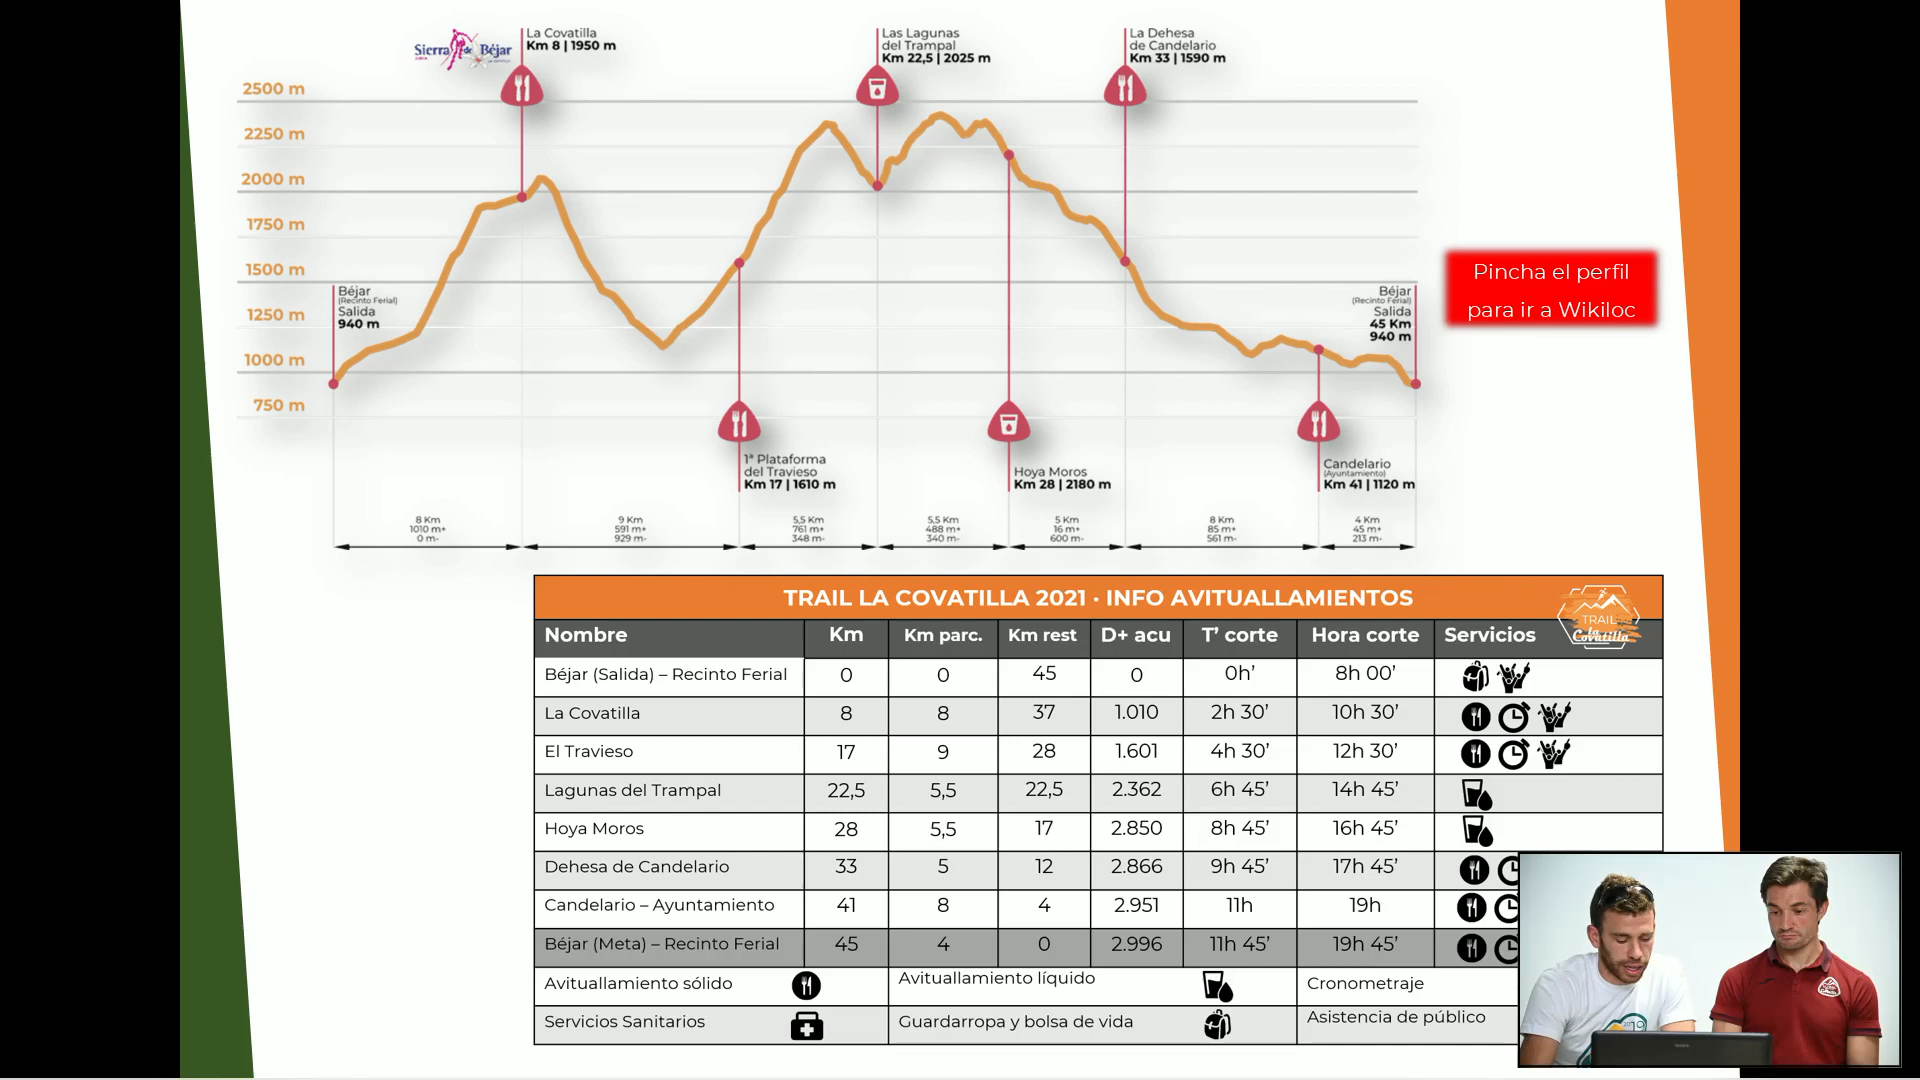 Sierra de Béjar
La Covatilla
Km 8 | 1950 m
Las Lagunas
del Trampal
Km 22,5 | 2025 m
La Dehesa
de Candelario
Km 33 | 1590 m
2500 m
2250 m
2000 m
1750 m
1500 m
1250 m
1000 m
750 m
Béjar
(Recinto Ferial)
Salida
940 m
Béjar
(Recinto Ferial)
Salida
45 Km
940 m
Pincha el perfil
para ir a Wikiloc
1ª Plataforma
del Travieso
Km 17 | 1610 m
Hoya Moros
Km 28 | 2180 m
Candelario
(Ayuntamiento)
Km 41 | 1120 m
8 Km
1010 m+
0 m-
9 Km
591 m+
929 m-
5,5 Km
761 m+
348 m-
5,5 Km
488 m+
340 m-
5 Km
16 m+
600 m-
8 Km
85 m+
561 m-
4 Km
45 m+
213 m-
TRAIL LA COVATILLA 2021 · INFO AVITUALLAMIENTOS
TRAIL
la
Covatilla
Nombre Km Km parc. Km rest D+ acu T’ corte Hora corte Servicios
Béjar (Salida) – Recinto Ferial 0 0 45 0 0h’ 8h 00’
La Covatilla 8 8 37 1.010 2h 30’ 10h 30’
El Travieso 17 9 28 1.601 4h 30’ 12h 30’
Lagunas del Trampal 22,5 5,5 22,5 2.362 6h 45’ 14h 45’
Hoya Moros 28 5,5 17 2.850 8h 45’ 16h 45’
Dehesa de Candelario 33 5 12 2.866 9h 45’ 17h 45’
Candelario – Ayuntamiento 41 8 4 2.951 11h 19h
Béjar (Meta) – Recinto Ferial 45 4 0 2.996 11h 45’ 19h 45’
Avituallamiento sólido Avituallamiento líquido Cronometraje
Servicios Sanitarios Guardarropa y bolsa de vida Asistencia de público